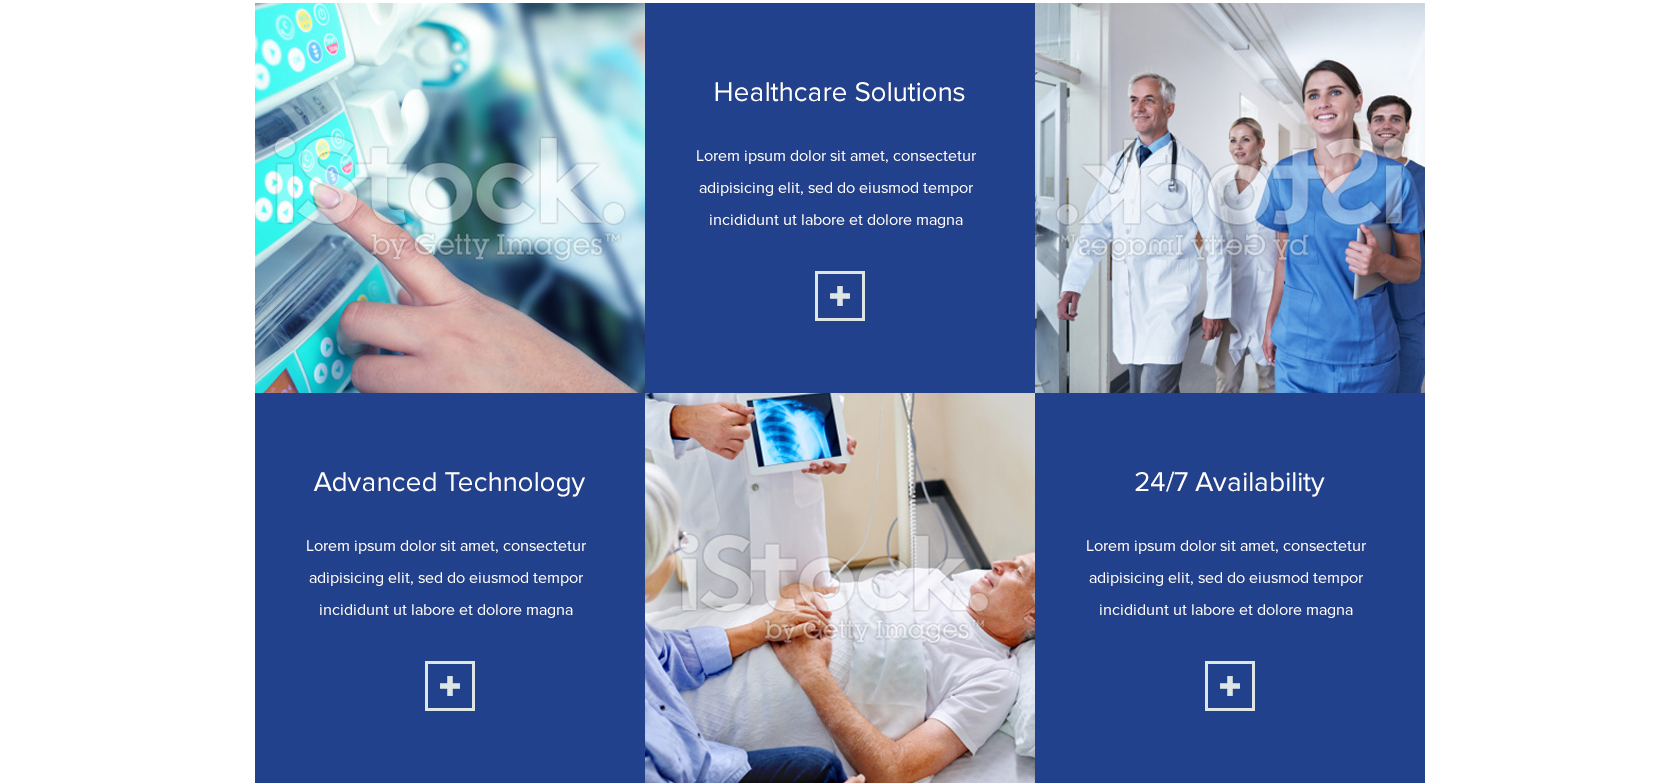 Healthcare Solutions
Lorem ipsum dolor sit amet, consectetur
adipisicing elit, sed do eiusmod tempor
incididunt ut labore et dolore magna
iStock.
by Getty Images™
iStock.
by Getty Images™
Advanced Technology
Lorem ipsum dolor sit amet, consectetur
adipisicing elit, sed do eiusmod tempor
incididunt ut labore et dolore magna
iStock.
by Getty Images™
24/7 Availability
Lorem ipsum dolor sit amet, consectetur
adipisicing elit, sed do eiusmod tempor
incididunt ut labore et dolore magna